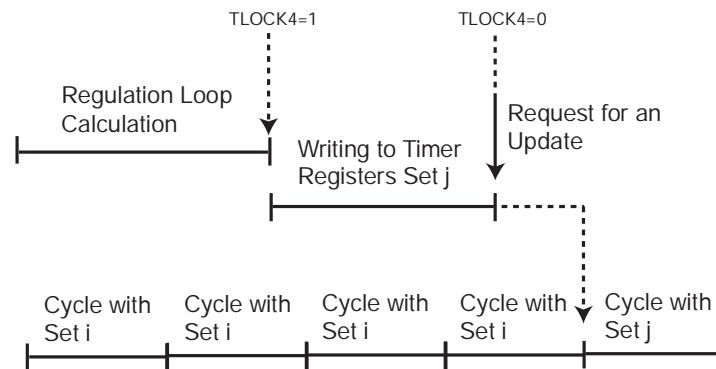 TLOCK4=1
TLOCK4=0
Regulation Loop
Calculation
Request for an
Update
Writing to Timer
Registers Set j
Cycle with
Set i
Cycle with
Set i
Cycle with
Set i
Cycle with
Set i
Cycle with
Set j